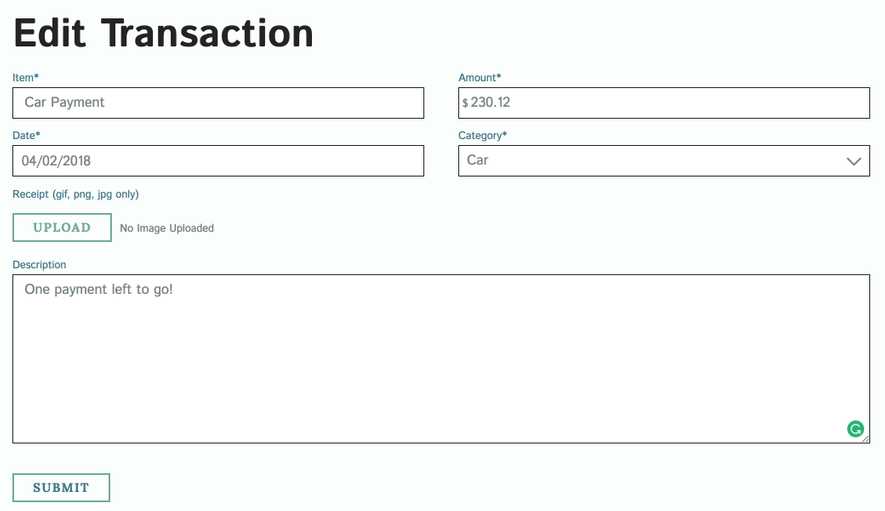 Edit Transaction
Item* Amount*
Car Payment $ 230.12
Date* Category*
04/02/2018 Car
Receipt (gif, png, jpg only)
UPLOAD No Image Uploaded
Description
One payment left to go!
SUBMIT